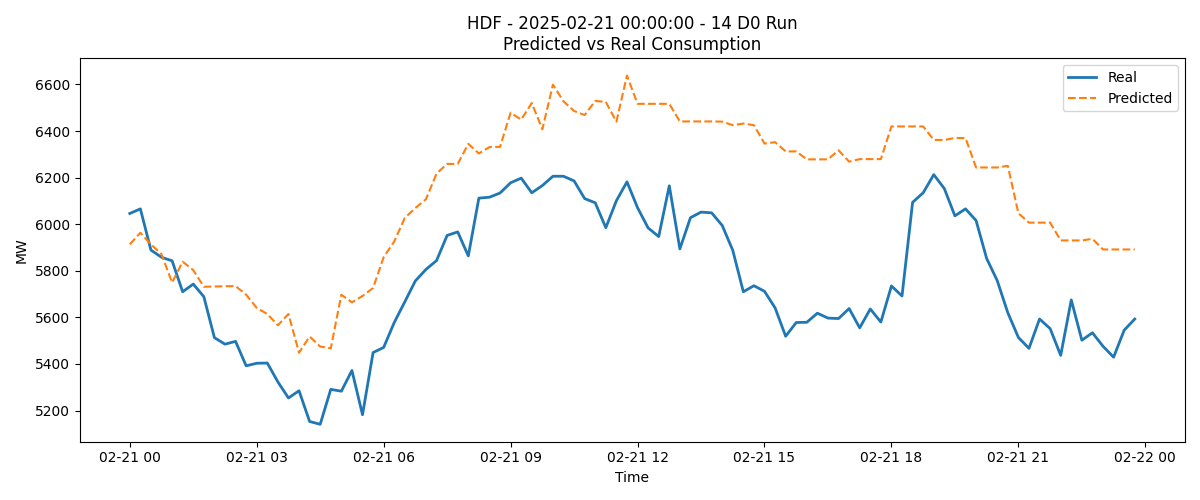 HDF - 2025-02-21 00:00:00 - 14 D0 Run
Predicted vs Real Consumption
Real
Predicted
MW
6600
6400
6200
6000
5800
5600
5400
5200
02-21 00
02-21 03
02-21 06
02-21 09
02-21 12
02-21 15
02-21 18
02-21 21
02-22 00
Time